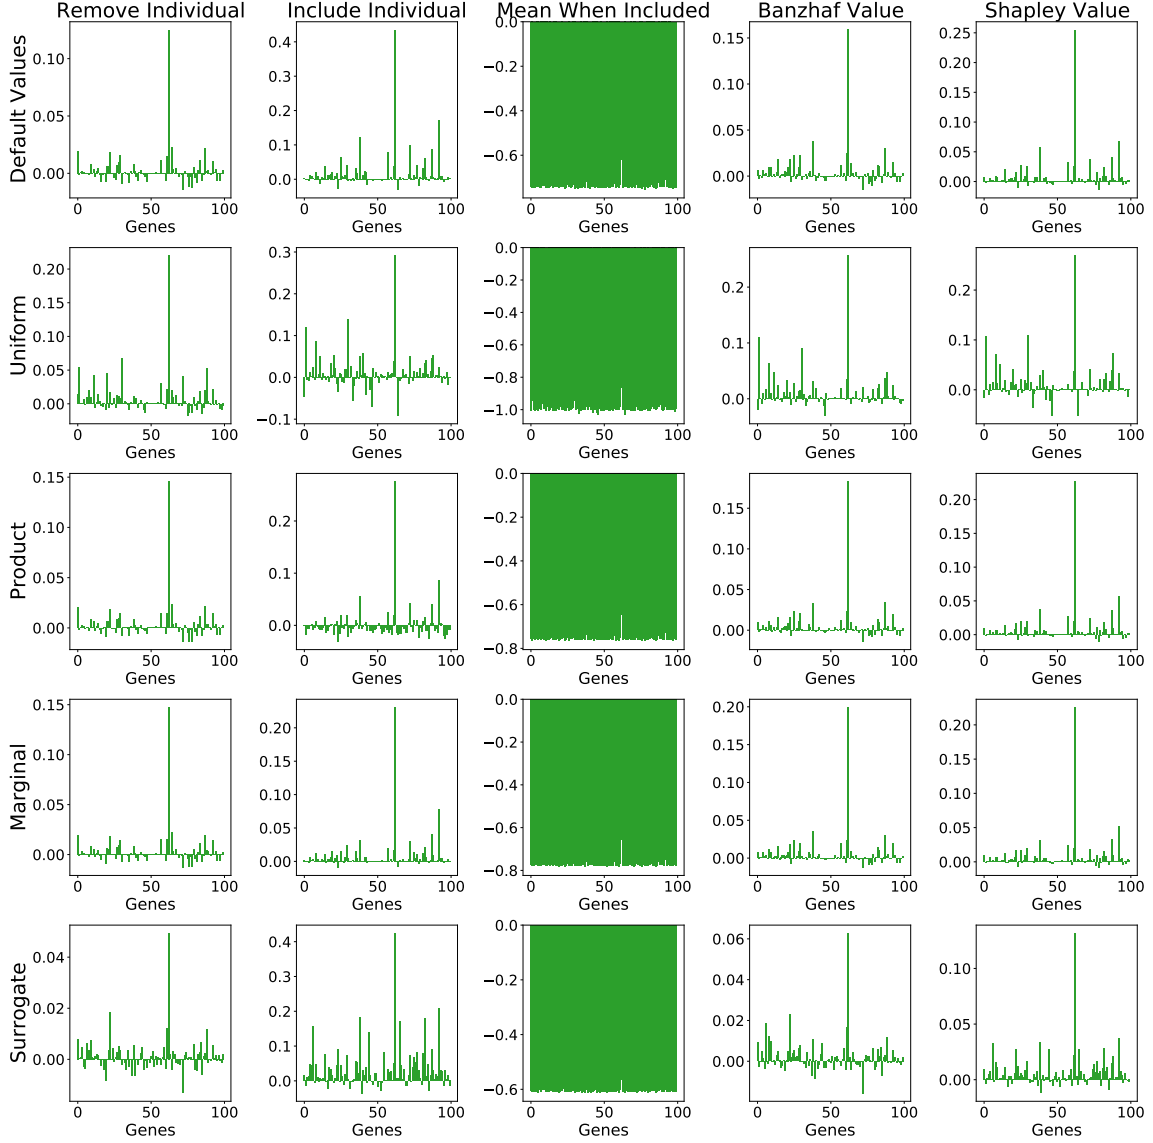 Remove Individual Include Individual Mean When Included Banzhaf Value Shapley Value
Default Values
0.10 0.05 0.00
0.4 0.3 0.2 0.1 0.0
0.0 −0.2 −0.4 −0.6
0.15 0.10 0.05 0.00
0.25 0.20 0.15 0.10 0.05 0.00
0 50 100 0 50 100 0 50 100 0 50 100 0 50 100
Genes Genes Genes Genes Genes
Uniform
0.20 0.15 0.10 0.05 0.00
0.3 0.2 0.1 0.0 −0.1
0.0 −0.2 −0.4 −0.6 −0.8 −1.0
0.2 0.1 0.0
0.2 0.1 0.0
0 50 100 0 50 100 0 50 100 0 50 100 0 50 100
Genes Genes Genes Genes Genes
Product
0.15 0.10 0.05 0.00
0.2 0.1 0.0
0.0 −0.2 −0.4 −0.6 −0.8
0.15 0.10 0.05 0.00
0.20 0.15 0.10 0.05 0.00
0 50 100 0 50 100 0 50 100 0 50 100 0 50 100
Genes Genes Genes Genes Genes
Marginal
0.15 0.10 0.05 0.00
0.20 0.15 0.10 0.05 0.00
0.0 −0.2 −0.4 −0.6 −0.8
0.20 0.15 0.10 0.05 0.00
0.20 0.15 0.10 0.05 0.00
0 50 100 0 50 100 0 50 100 0 50 100 0 50 100
Genes Genes Genes Genes Genes
Surrogate
0.04 0.02 0.00
0.4 0.3 0.2 0.1 0.0
0.0 −0.1 −0.2 −0.3 −0.4 −0.5 −0.6
0.06 0.04 0.02 0.00
0.10 0.05 0.00
0 50 100 0 50 100 0 50 100 0 50 100 0 50 100
Genes Genes Genes Genes Genes